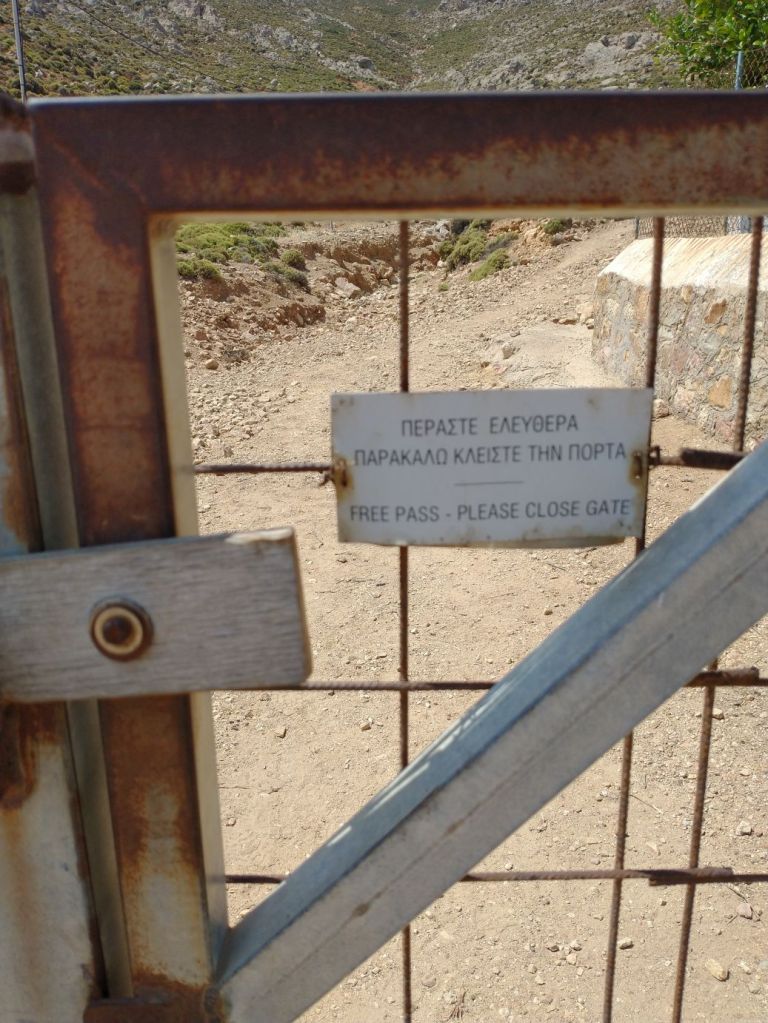 ΠΕΡΑΣΤΕ ΕΛΕΥΘΕΡΑ
ΠΑΡΑΚΑΛΩ ΚΛΕΙΣΤΕ ΤΗΝ ΠΟΡΤΑ
FREE PASS - PLEASE CLOSE GATE